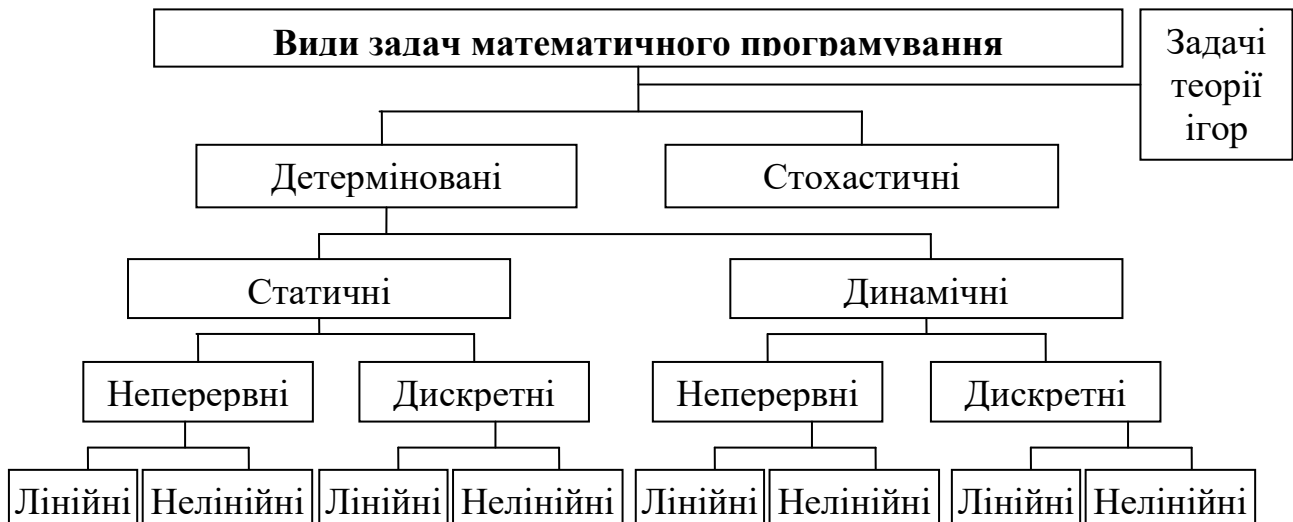 Види задач математичного програмування
Задачі
теорії
ігор
Детерміновані
Стохастичні
Статичні
Динамічні
Неперервні
Дискретні
Неперервні
Дискретні
Лінійні
Нелінійні
Лінійні
Нелінійні
Лінійні
Нелінійні
Лінійні
Нелінійні